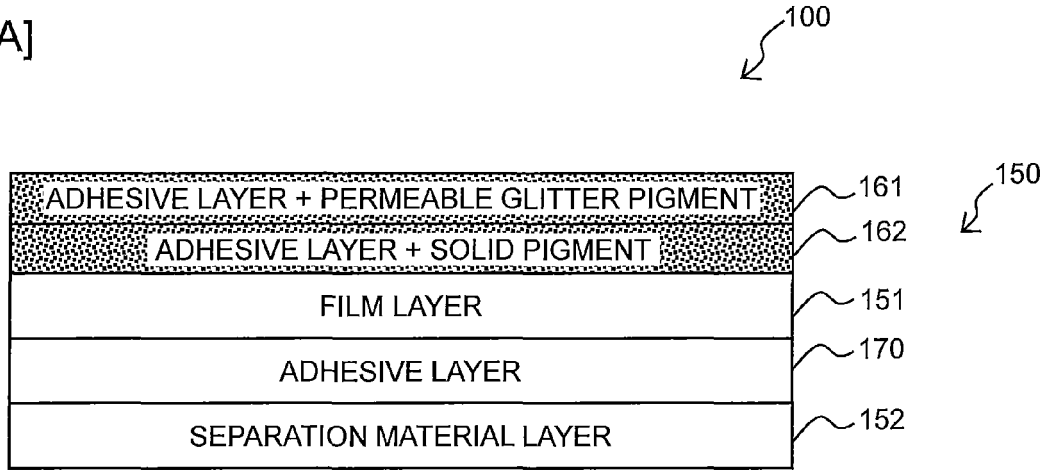 A]
100
ADHESIVE LAYER + PERMEABLE GLITTER PIGMENT
161
150
ADHESIVE LAYER + SOLID PIGMENT
162
FILM LAYER
151
ADHESIVE LAYER
170
SEPARATION MATERIAL LAYER
152